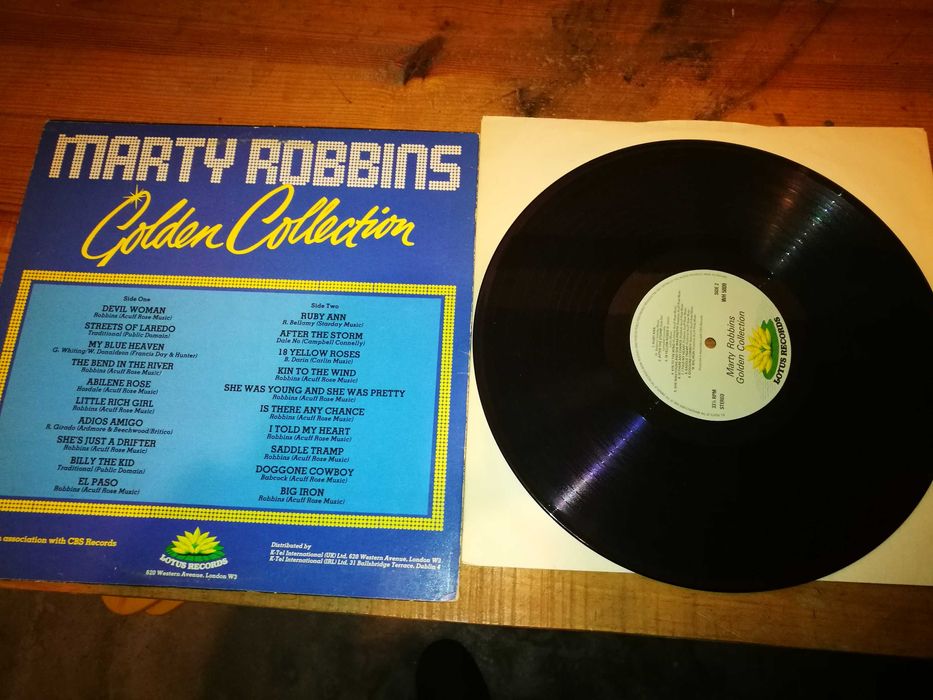 MARTY ROBBINS
Golden Collection
Side One
DEVIL WOMAN
Robbins (Acuff Rose Music)
STREETS OF LAREDO
Traditional (Public Domain)
MY BLUE HEAVEN
G. Whiting/W. Donaldson (Francis Day & Hunter)
THE BEND IN THE RIVER
Robbins (Acuff Rose Music)
ABILENE ROSE
Hasdale (Acuff Rose Music)
LITTLE RICH GIRL
Robbins (Acuff Rose Music)
ADIOS AMIGO
R. Girado (Ardmore & Beechwood/Britico)
SHE'S JUST A DRIFTER
Robbins (Acuff Rose Music)
BILLY THE KID
Traditional (Public Domain)
EL PASO
Robbins (Acuff Rose Music)
Side Two
RUBY ANN
R. Bellamy (Starday Music)
AFTER THE STORM
Dale No (Campbell Connelly)
18 YELLOW ROSES
B. Darin (Carlin Music)
KIN TO THE WIND
Robbins (Acuff Rose Music)
SHE WAS YOUNG AND SHE WAS PRETTY
Robbins (Acuff Rose Music)
IS THERE ANY CHANCE
Robbins (Acuff Rose Music)
I TOLD MY HEART
Robbins (Acuff Rose Music)
SADDLE TRAMP
Robbins (Acuff Rose Music)
DOGGONE COWBOY
Babcock (Acuff Rose Music)
BIG IRON
Robbins (Acuff Rose Music)
association with CBS Records
LOTUS RECORDS
620 Western Avenue, London W3
Distributed by
K-Tel International (UK) Ltd. 620 Western Avenue, London W3
K-Tel International (IRL) Ltd. 31 Ballsbridge Terrace, Dublin 4
LOTUS RECORDS
Marty Robbins
Golden Collection
SIDE 2
WH 5009
33⅓ RPM
STEREO